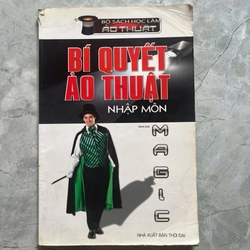 BỘ SÁCH HỌC LÀM
ẢO THUẬT
BÍ QUYẾT
ẢO THUẬT
NHẬP MÔN
MAGIC
NHÀ XUẤT BẢN THỜI ĐẠI